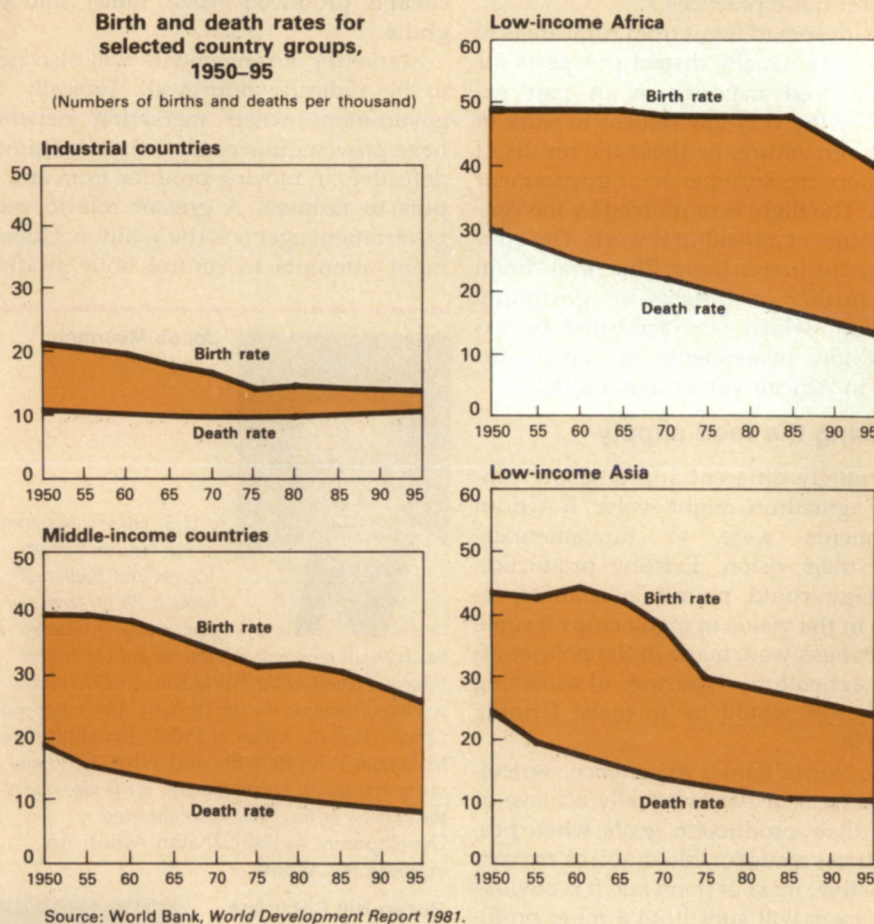 Birth and death rates for
selected country groups,
1950–95
(Numbers of births and deaths per thousand)
Industrial countries
50
40
30
20
10
0
Birth rate
Death rate
1950 55 60 65 70 75 80 85 90 95
Middle-income countries
50
40
30
20
10
0
Birth rate
Death rate
1950 55 60 65 70 75 80 85 90 95
Low-income Africa
60
50
40
30
20
10
0
Birth rate
Death rate
1950 55 60 65 70 75 80 85 90 95
Low-income Asia
60
50
40
30
20
10
0
Birth rate
Death rate
1950 55 60 65 70 75 80 85 90 95
Source: World Bank, World Development Report 1981.